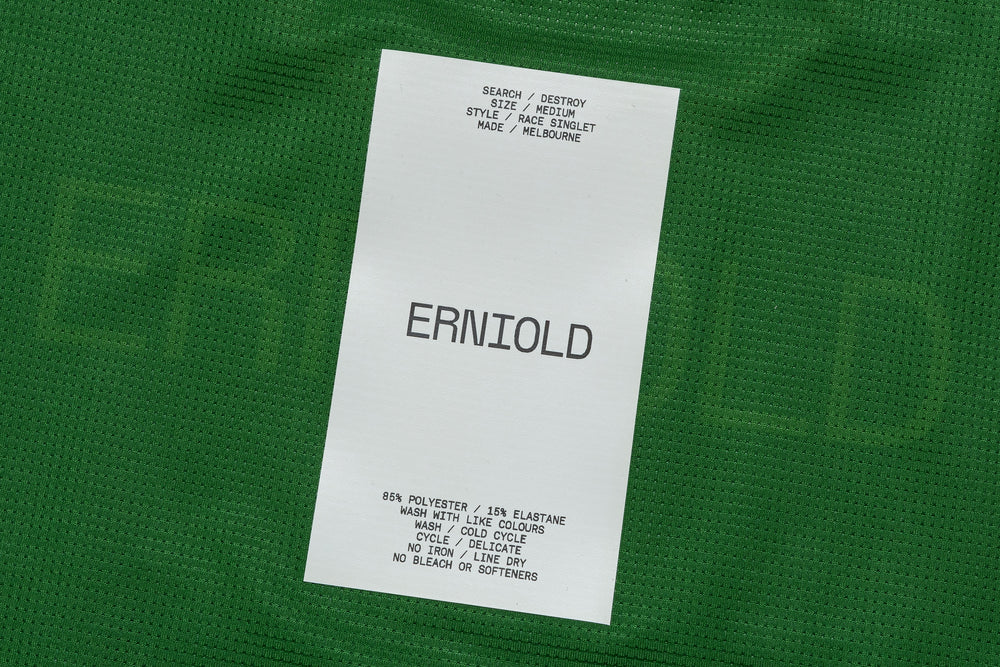 SEARCH / DESTROY
SIZE / MEDIUM
STYLE / RACE SINGLET
MADE / MELBOURNE
ERNIOLD
85% POLYESTER / 15% ELASTANE
WASH WITH LIKE COLOURS
WASH / COLD CYCLE
CYCLE / DELICATE
NO IRON / LINE DRY
NO BLEACH OR SOFTENERS